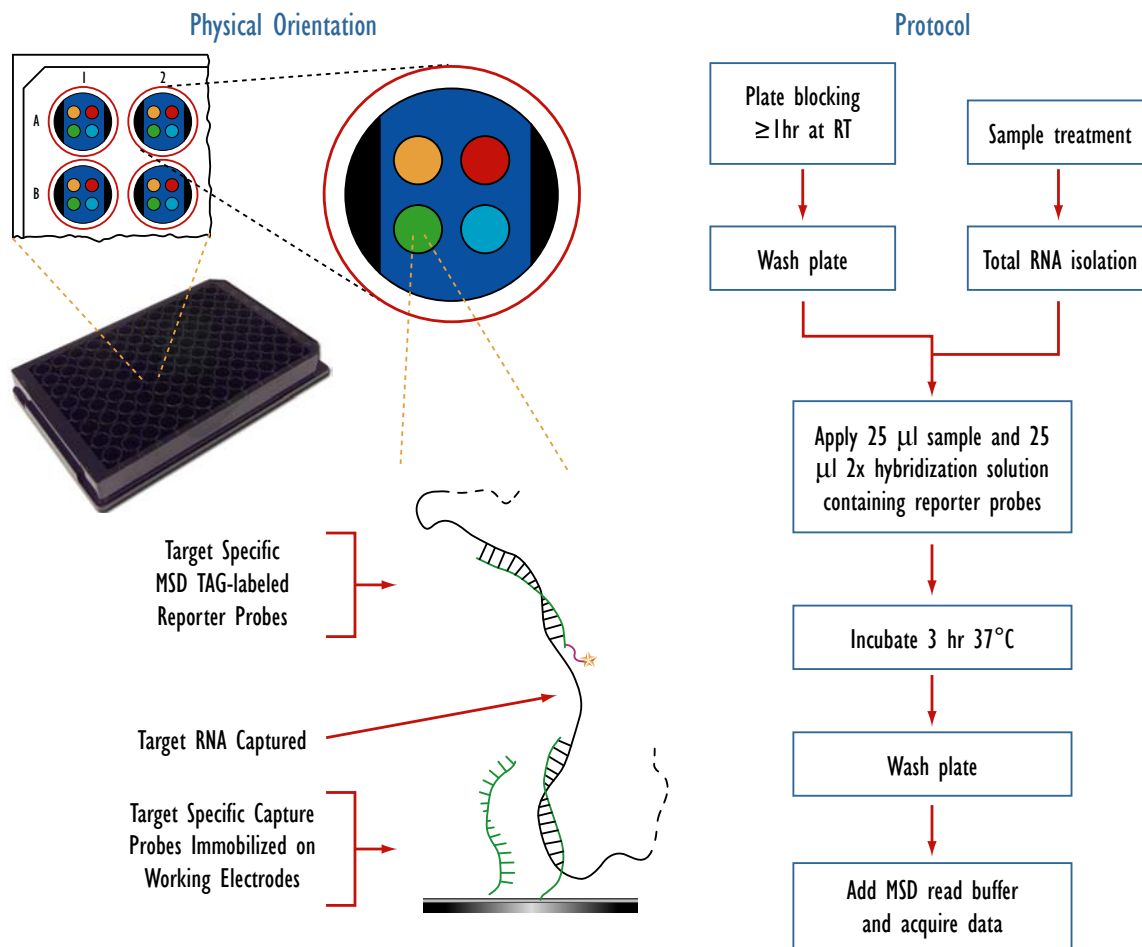 Physical Orientation
1 2
A
B
Target Specific
MSD TAG-labeled
Reporter Probes
Target RNA Captured
Target Specific Capture
Probes Immobilized on
Working Electrodes
Protocol
Plate blocking
≥1hr at RT
Sample treatment
Wash plate
Total RNA isolation
Apply 25 µl sample and 25
µl 2x hybridization solution
containing reporter probes
Incubate 3 hr 37°C
Wash plate
Add MSD read buffer
and acquire data